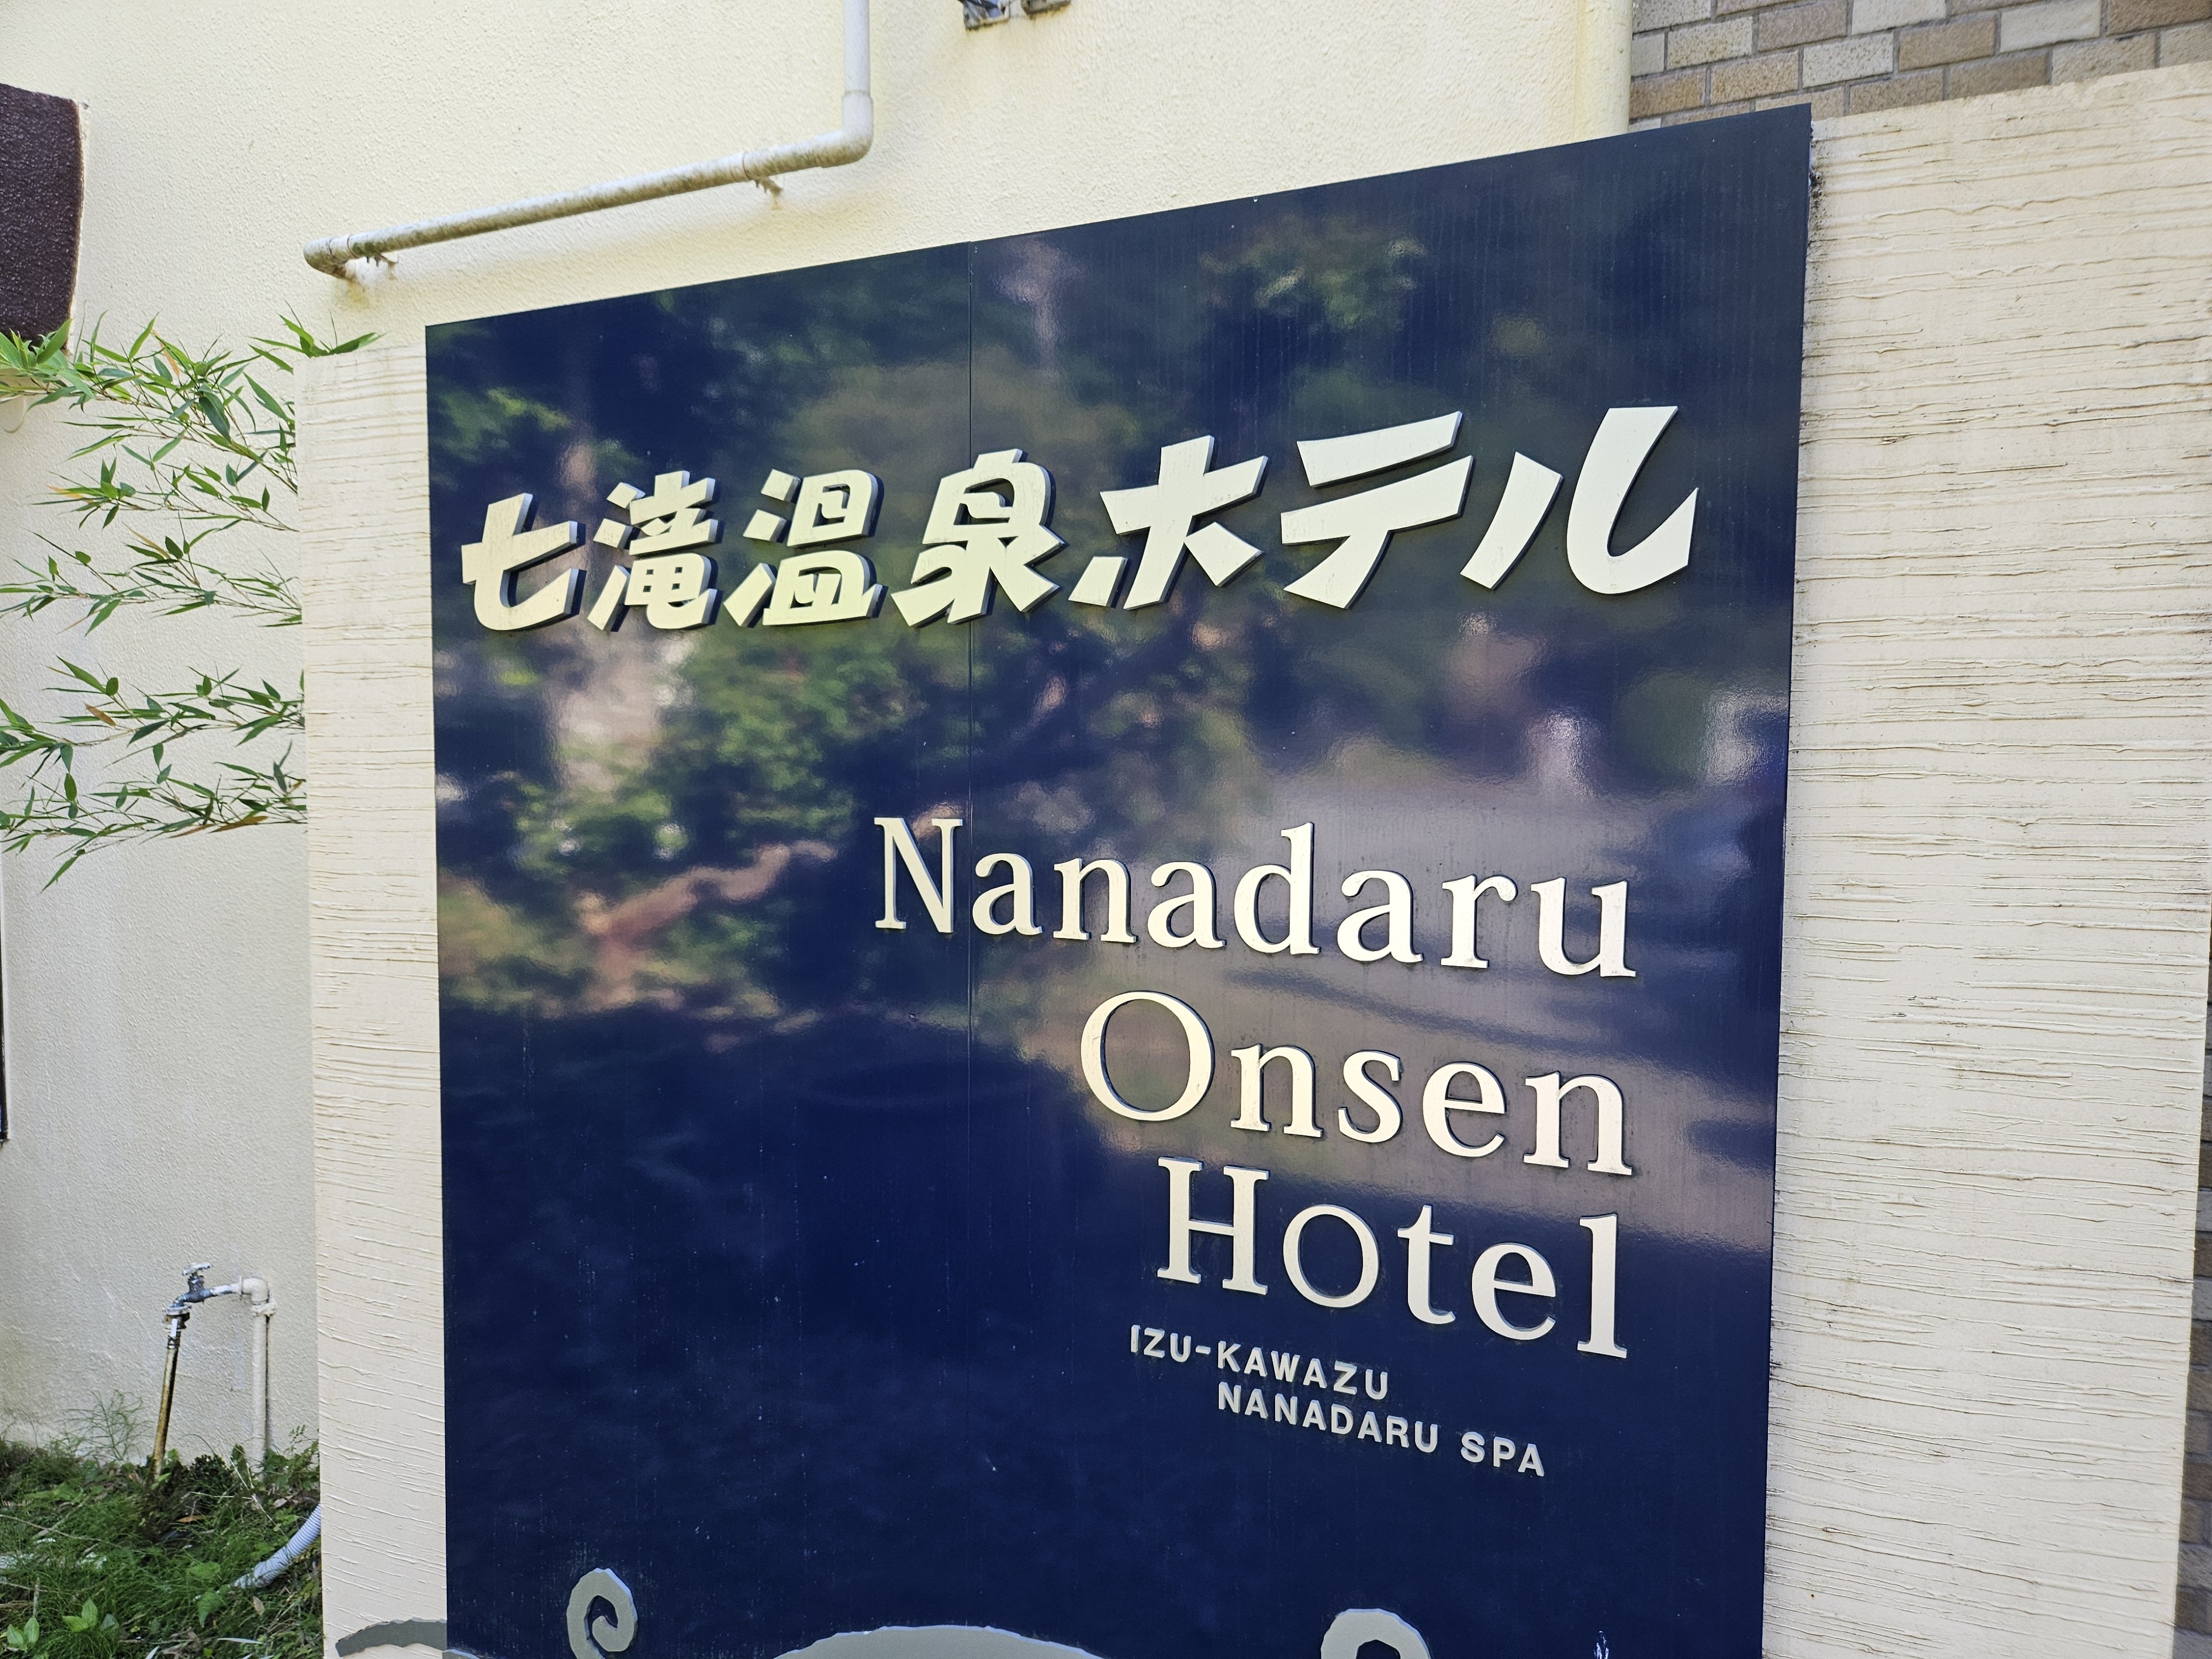 七滝温泉ホテル
Nanadaru
Onsen
Hotel
IZU-KAWAZU
NANADARU SPA